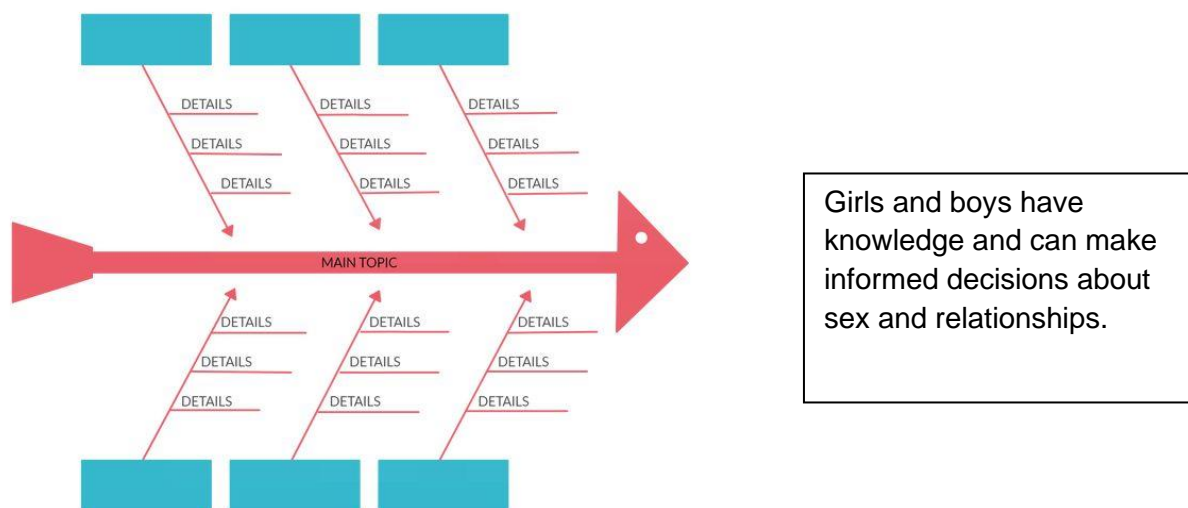 DETAILS DETAILS DETAILS
DETAILS DETAILS DETAILS
DETAILS DETAILS DETAILS
MAIN TOPIC
DETAILS DETAILS DETAILS
DETAILS DETAILS DETAILS
DETAILS DETAILS DETAILS
Girls and boys have
knowledge and can make
informed decisions about
sex and relationships.